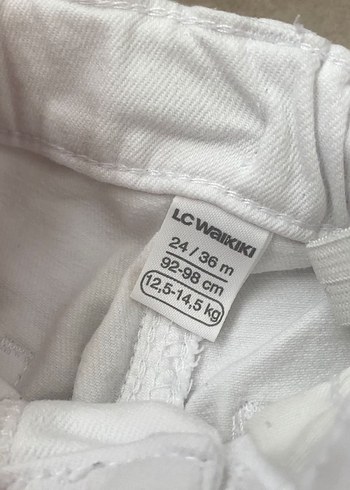 LC WAIKIKI
24 / 36 m
92-98 cm
12,5-14,5 kg